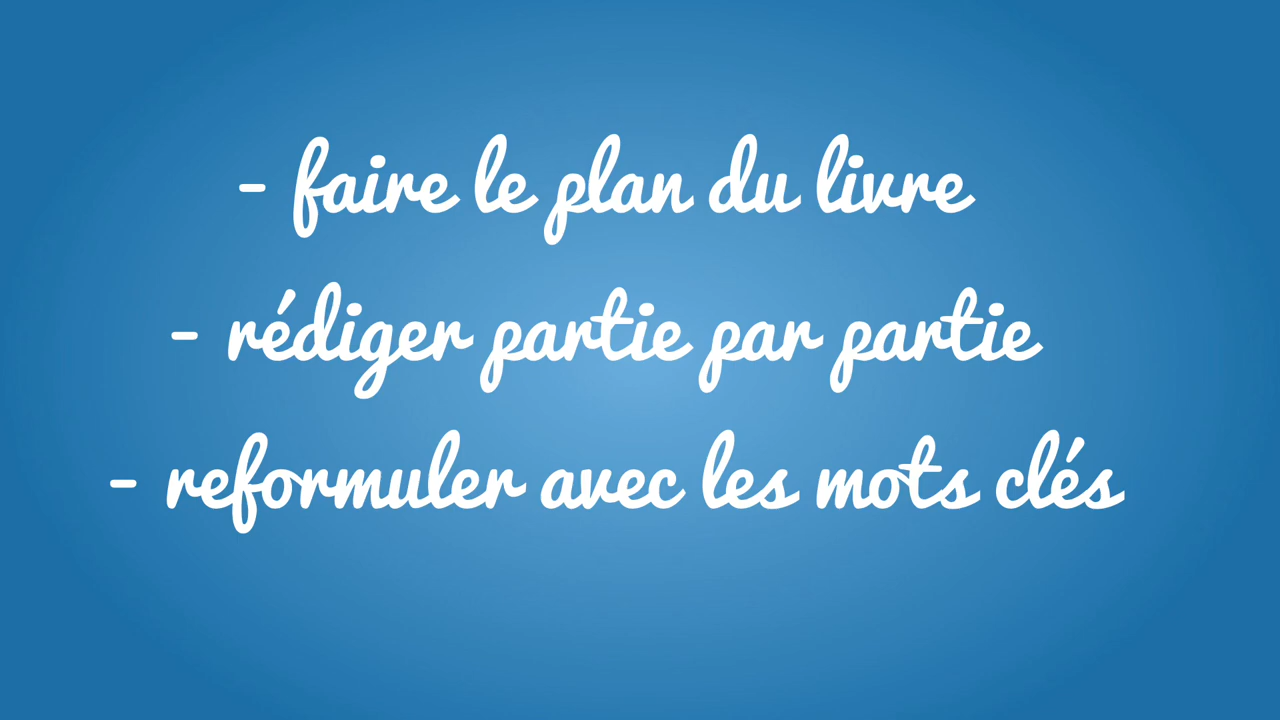 - faire le plan du livre
- rédiger partie par partie
- reformuler avec les mots clés